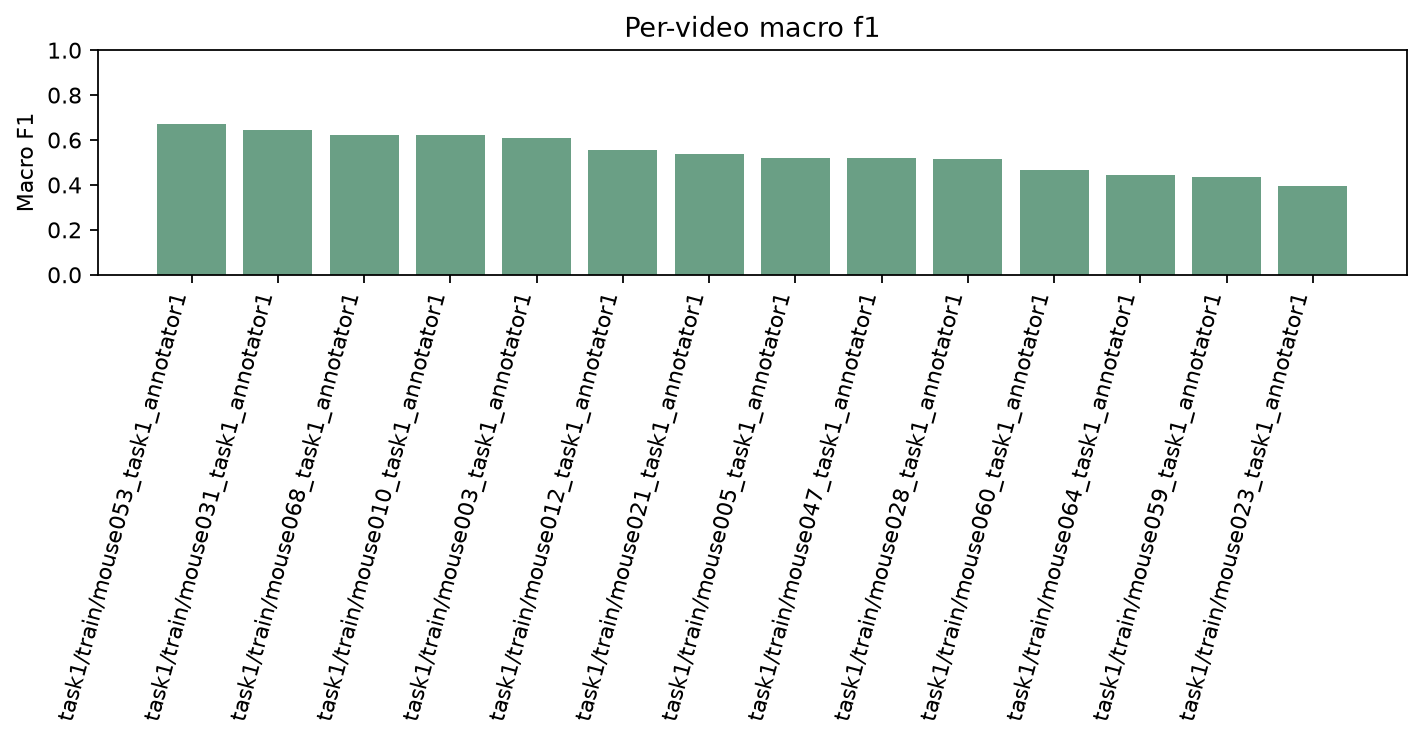 Per-video macro f1
Macro F1
1.0
0.8
0.6
0.4
0.2
0.0
task1/train/mouse053_task1_annotator1
task1/train/mouse031_task1_annotator1
task1/train/mouse068_task1_annotator1
task1/train/mouse010_task1_annotator1
task1/train/mouse003_task1_annotator1
task1/train/mouse012_task1_annotator1
task1/train/mouse021_task1_annotator1
task1/train/mouse005_task1_annotator1
task1/train/mouse047_task1_annotator1
task1/train/mouse028_task1_annotator1
task1/train/mouse060_task1_annotator1
task1/train/mouse064_task1_annotator1
task1/train/mouse059_task1_annotator1
task1/train/mouse023_task1_annotator1